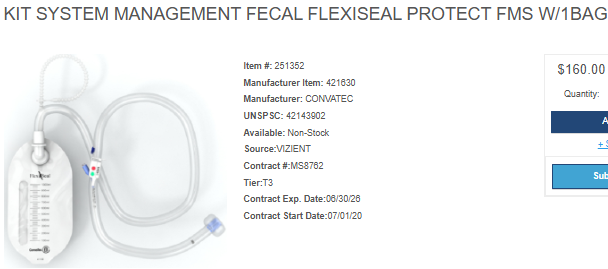 KIT SYSTEM MANAGEMENT FECAL FLEXISEAL PROTECT FMS W/1BAG
Item #: 251352
Manufacturer Item: 421630
Manufacturer: CONVATEC
UNSPSC: 42143902
Available: Non-Stock
Source:VIZIENT
Contract #:MS8762
Tier:T3
Contract Exp. Date:06/30/26
Contract Start Date:07/01/20
$160.00
Quantity:
A
+ S
Sub